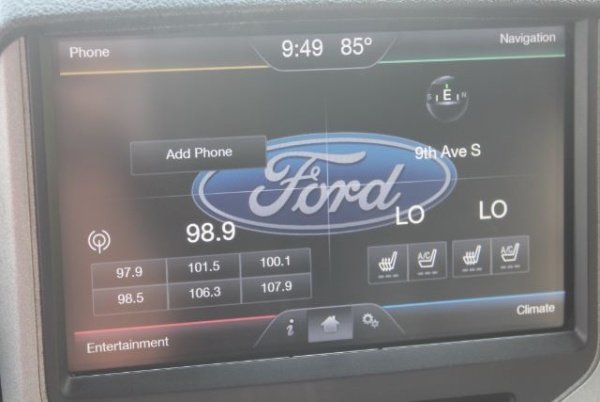 Phone
9:49 85°
Navigation
S E N
Add Phone
9th Ave S
Ford
98.9
LO LO
97.9 101.5 100.1
98.5 106.3 107.9
A/C A/C
i
Entertainment
Climate